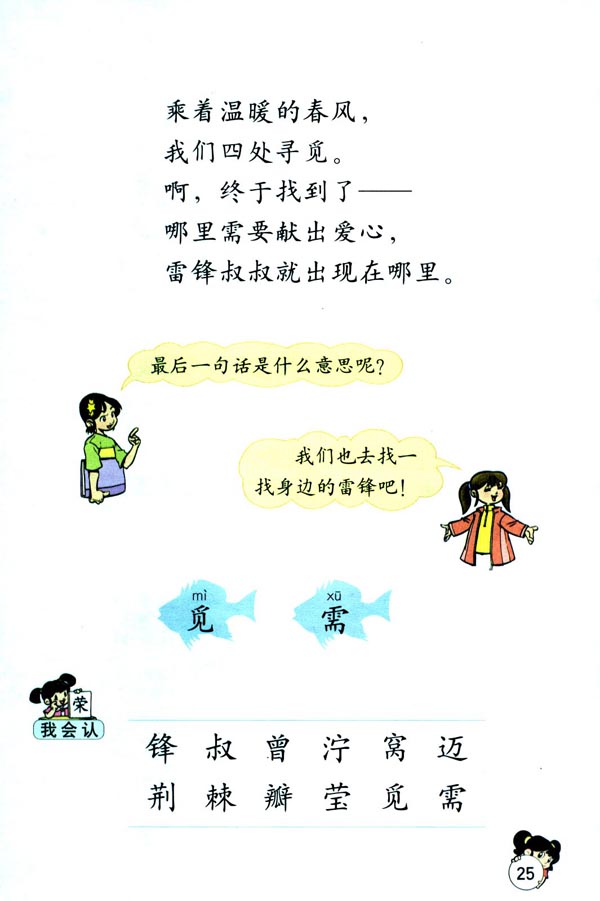 乘着温暖的春风，
我们四处寻觅。
啊，终于找到了——
哪里需要献出爱心，
雷锋叔叔就出现在哪里。
最后一句话是什么意思呢？
我们也去找一
找身边的雷锋吧！
mì xū
觅 需
荣
我会认
锋 叔 曾 泞 窝 迈
荆 棘 瓣 莹 觅 需
25